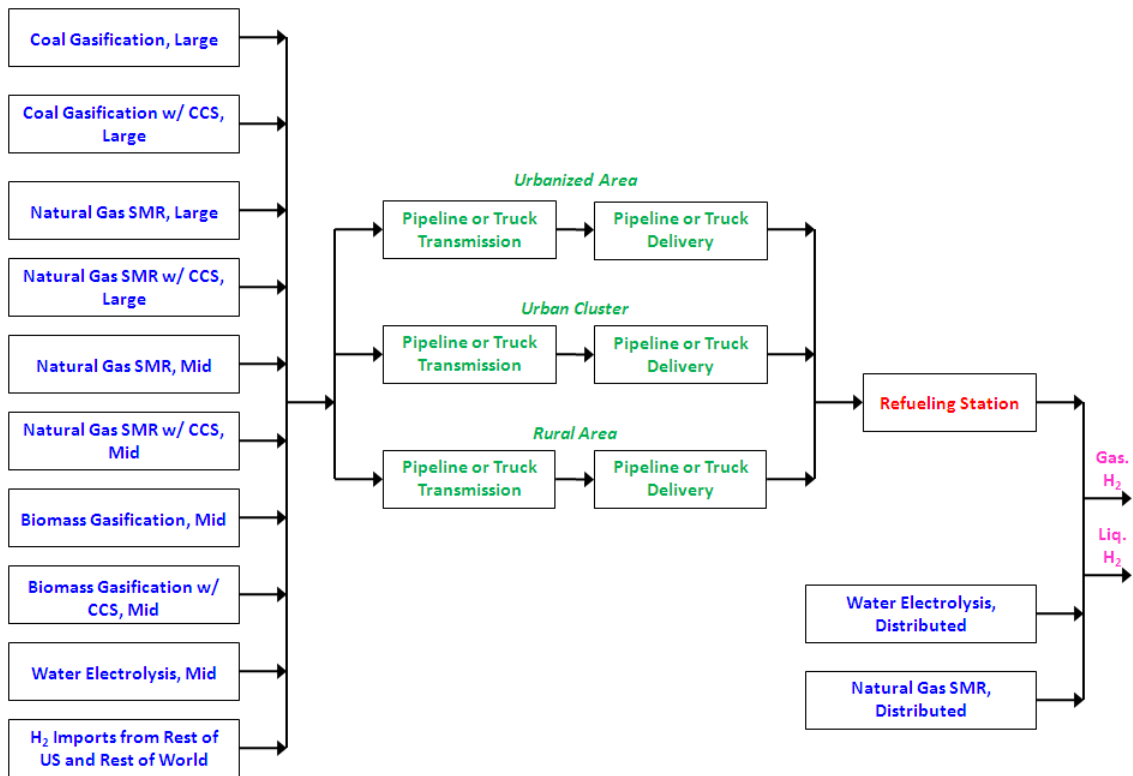 Coal Gasification, Large
Coal Gasification w/ CCS,
Large
Natural Gas SMR, Large
Natural Gas SMR w/ CCS,
Large
Natural Gas SMR, Mid
Natural Gas SMR w/ CCS,
Mid
Biomass Gasification, Mid
Biomass Gasification w/
CCS, Mid
Water Electrolysis, Mid
H₂ Imports from Rest of
US and Rest of World
Urbanized Area
Pipeline or Truck
Transmission
Pipeline or Truck
Delivery
Urban Cluster
Pipeline or Truck
Transmission
Pipeline or Truck
Delivery
Rural Area
Pipeline or Truck
Transmission
Pipeline or Truck
Delivery
Refueling Station
Gas.
H₂
Liq.
H₂
Water Electrolysis,
Distributed
Natural Gas SMR,
Distributed